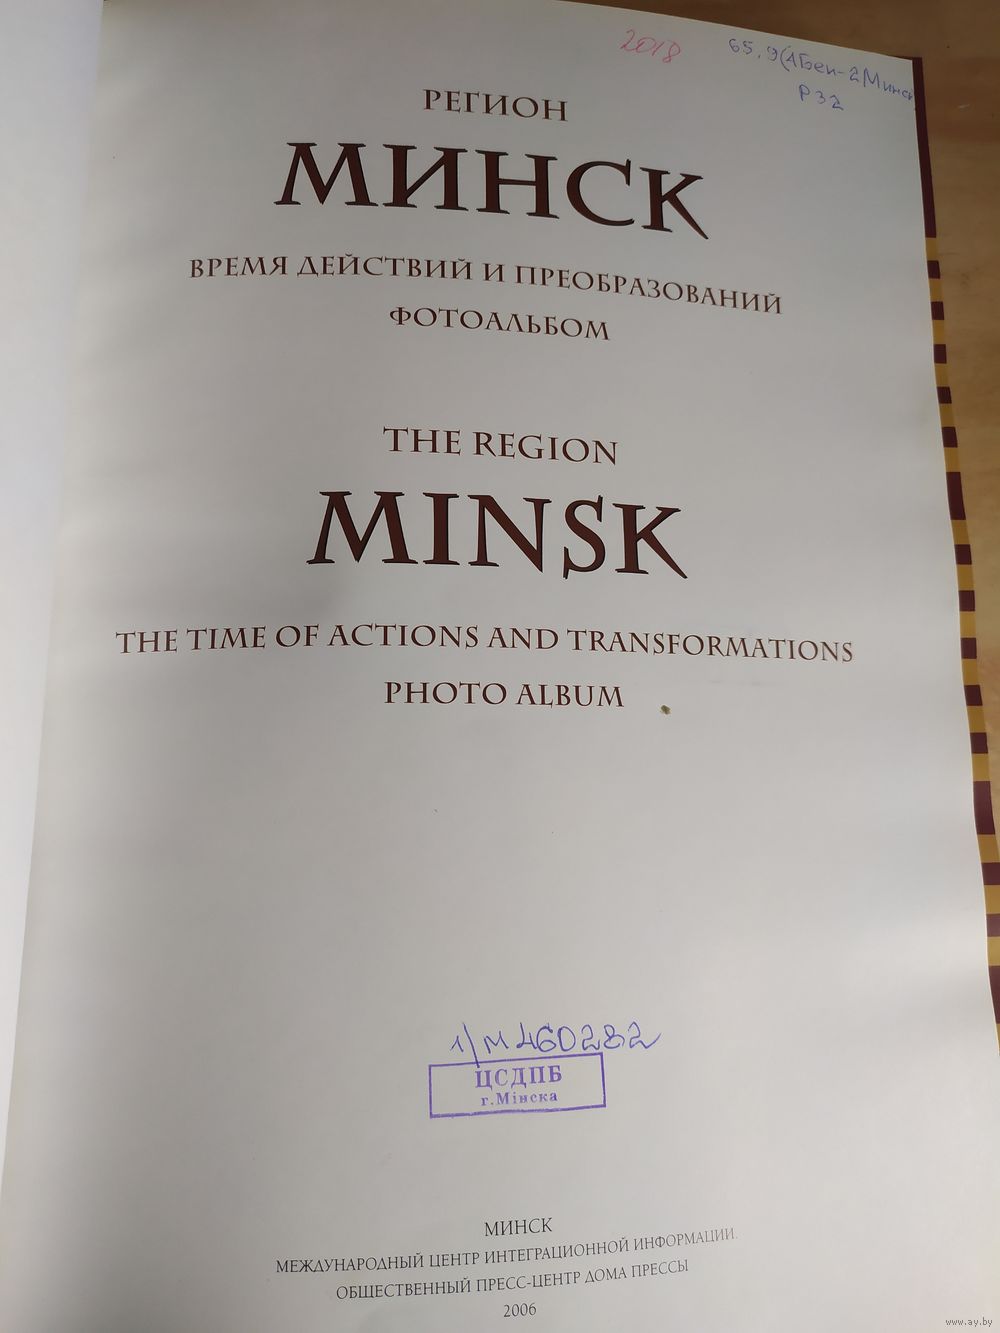 2018
65.9(4Беи-2Минск
Р32
РЕГИОН
МИНСК
ВРЕМЯ ДЕЙСТВИЙ И ПРЕОБРАЗОВАНИЙ
ФОТОАЛЬБОМ
THE REGION
MINSK
THE TIME OF ACTIONS AND TRANSFORMATIONS
PHOTO ALBUM
1/м 460282
ЦСДПБ
г.Мінска
МИНСК
МЕЖДУНАРОДНЫЙ ЦЕНТР ИНТЕГРАЦИОННОЙ ИНФОРМАЦИИ.
ОБЩЕСТВЕННЫЙ ПРЕСС-ЦЕНТР ДОМА ПРЕССЫ
2006
www.ay.by